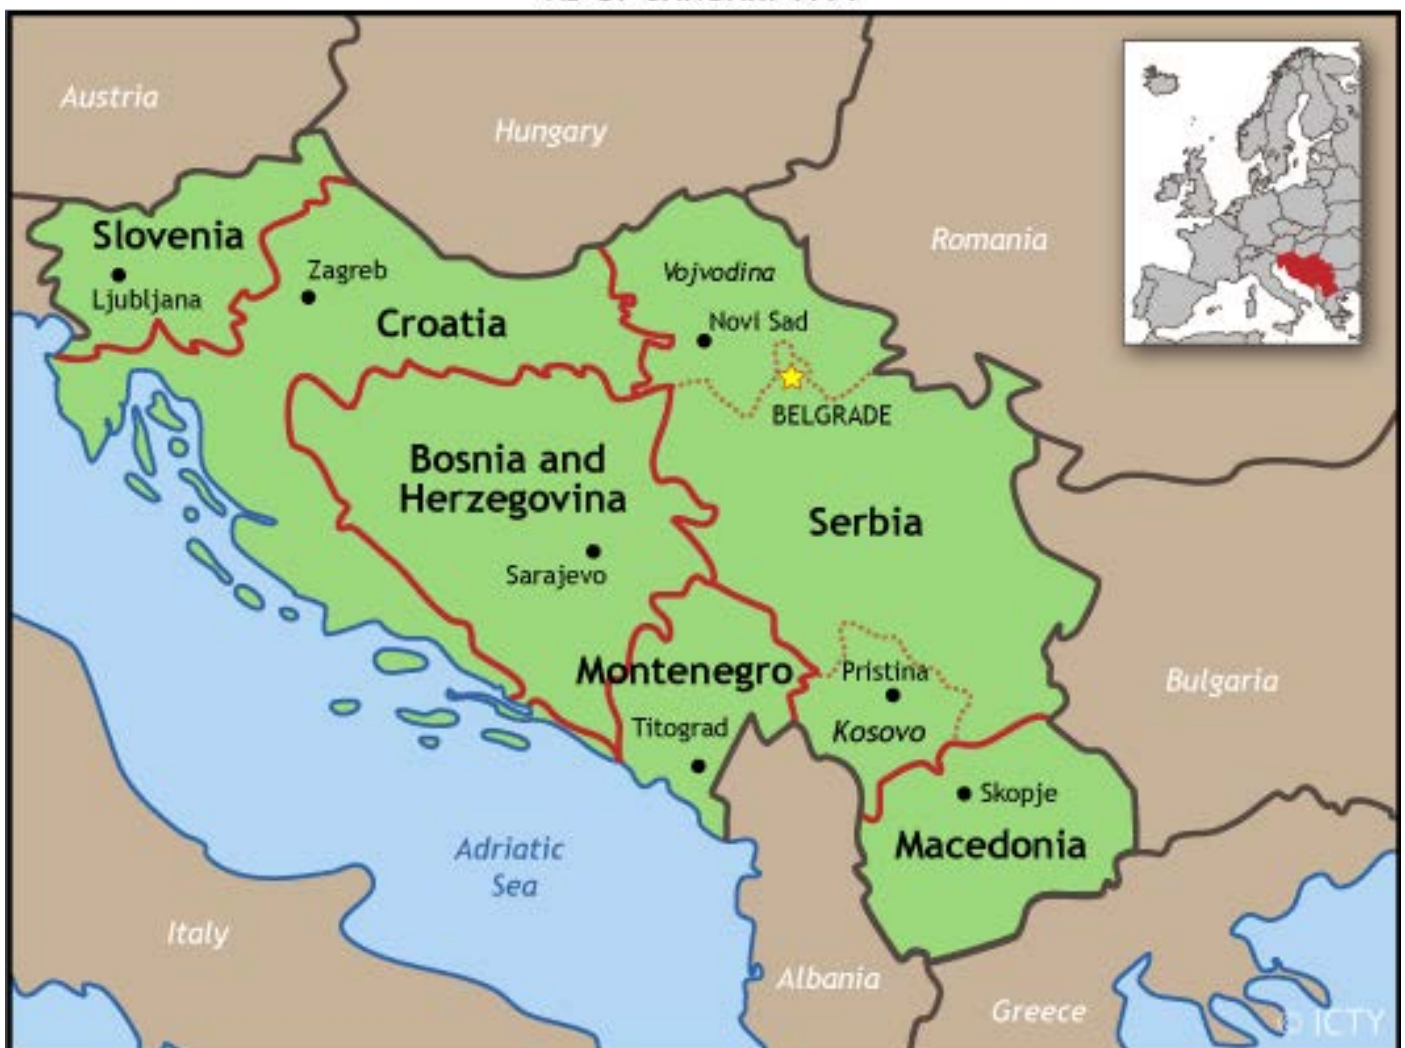 Austria
Hungary
Romania
Slovenia
Ljubljana
Zagreb
Croatia
Vojvodina
Novi Sad
BELGRADE
Bosnia and
Herzegovina
Sarajevo
Serbia
Montenegro
Titograd
Pristina
Kosovo
Bulgaria
Skopje
Macedonia
Adriatic
Sea
Italy
Albania
Greece
© ICTY